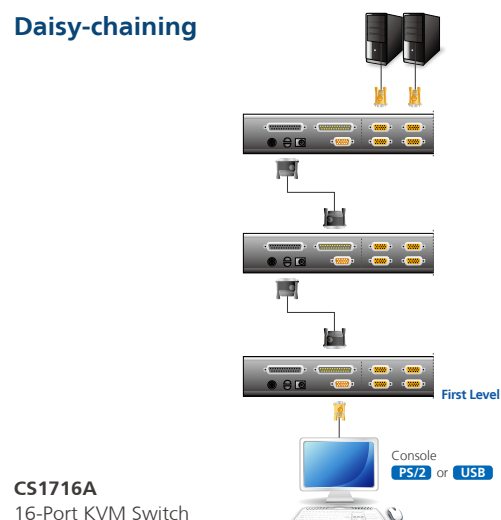 Daisy-chaining
First Level
Console
PS/2 or USB
CS1716A
16-Port KVM Switch